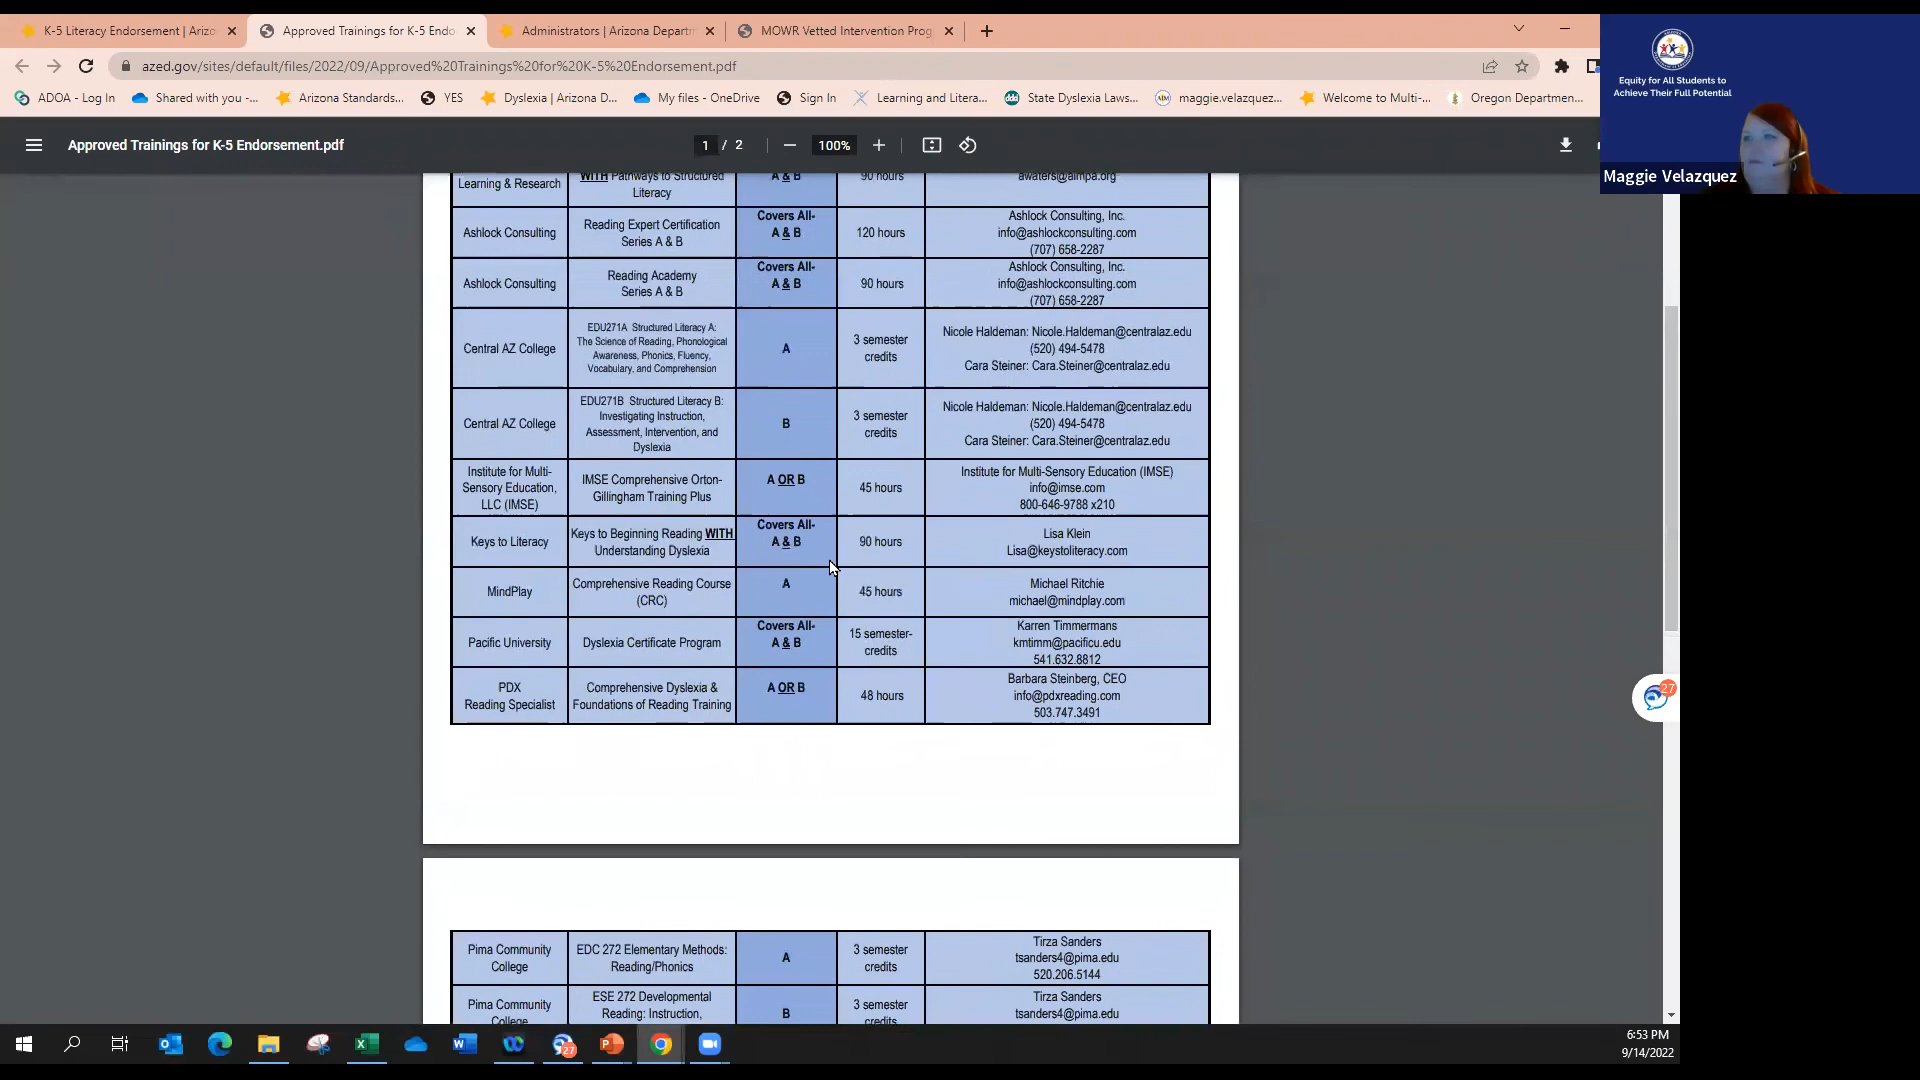 K-5 Literacy Endorsement | Arizo
Approved Trainings for K-5 Endo
Administrators | Arizona Departm
MOWR Vetted Intervention Prog
azed.gov/sites/default/files/2022/09/Approved%20Trainings%20for%20K-5%20Endorsement.pdf
ADOA - Log In
Shared with you -...
Arizona Standards...
YES
Dyslexia | Arizona D...
My files - OneDrive
Sign In
Learning and Litera...
State Dyslexia Laws...
maggie.velazquez...
Welcome to Multi-...
Oregon Departmen...
Equity for All Students to
Achieve Their Full Potential
Maggie Velazquez
Approved Trainings for K-5 Endorsement.pdf
1 / 2
100%
Learning & Research
WITH Pathways to Structured
Literacy
A & B
90 hours
awaters@aimpa.org
Ashlock Consulting
Reading Expert Certification
Series A & B
Covers All-
A & B
120 hours
Ashlock Consulting, Inc.
info@ashlockconsulting.com
(707) 658-2287
Ashlock Consulting
Reading Academy
Series A & B
Covers All-
A & B
90 hours
Ashlock Consulting, Inc.
info@ashlockconsulting.com
(707) 658-2287
Central AZ College
EDU271A Structured Literacy A:
The Science of Reading, Phonological
Awareness, Phonics, Fluency,
Vocabulary, and Comprehension
A
3 semester
credits
Nicole Haldeman: Nicole.Haldeman@centralaz.edu
(520) 494-5478
Cara Steiner: Cara.Steiner@centralaz.edu
Central AZ College
EDU271B Structured Literacy B:
Investigating Instruction,
Assessment, Intervention, and
Dyslexia
B
3 semester
credits
Nicole Haldeman: Nicole.Haldeman@centralaz.edu
(520) 494-5478
Cara Steiner: Cara.Steiner@centralaz.edu
Institute for Multi-
Sensory Education,
LLC (IMSE)
IMSE Comprehensive Orton-
Gillingham Training Plus
A OR B
45 hours
Institute for Multi-Sensory Education (IMSE)
info@imse.com
800-646-9788 x210
Keys to Literacy
Keys to Beginning Reading WITH
Understanding Dyslexia
Covers All-
A & B
90 hours
Lisa Klein
Lisa@keystoliteracy.com
MindPlay
Comprehensive Reading Course
(CRC)
A
45 hours
Michael Ritchie
michael@mindplay.com
Pacific University
Dyslexia Certificate Program
Covers All-
A & B
15 semester-
credits
Karren Timmermans
kmtimm@pacificu.edu
541.632.8812
PDX
Reading Specialist
Comprehensive Dyslexia &
Foundations of Reading Training
A OR B
48 hours
Barbara Steinberg, CEO
info@pdxreading.com
503.747.3491
27
Pima Community
College
EDC 272 Elementary Methods:
Reading/Phonics
A
3 semester
credits
Tirza Sanders
tsanders4@pima.edu
520.206.5144
Pima Community
College
ESE 272 Developmental
Reading: Instruction,
B
3 semester
credits
Tirza Sanders
tsanders4@pima.edu
27
6:53 PM
9/14/2022